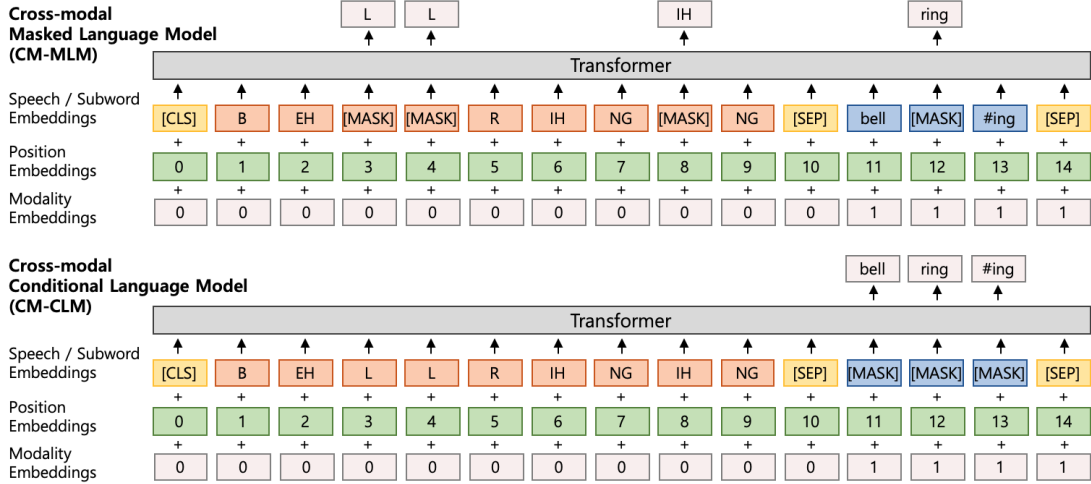 Cross-modal
Masked Language Model
(CM-MLM)
L L IH ring
Transformer
Speech / Subword
Embeddings
[CLS] B EH [MASK] [MASK] R IH NG [MASK] NG [SEP] bell [MASK] #ing [SEP]
+ + + + + + + + + + + + + + +
Position
Embeddings
0 1 2 3 4 5 6 7 8 9 10 11 12 13 14
+ + + + + + + + + + + + + + +
Modality
Embeddings
0 0 0 0 0 0 0 0 0 0 0 1 1 1 1
Cross-modal
Conditional Language Model
(CM-CLM)
bell ring #ing
Transformer
Speech / Subword
Embeddings
[CLS] B EH L L R IH NG IH NG [SEP] [MASK] [MASK] [MASK] [SEP]
+ + + + + + + + + + + + + + +
Position
Embeddings
0 1 2 3 4 5 6 7 8 9 10 11 12 13 14
+ + + + + + + + + + + + + + +
Modality
Embeddings
0 0 0 0 0 0 0 0 0 0 0 1 1 1 1